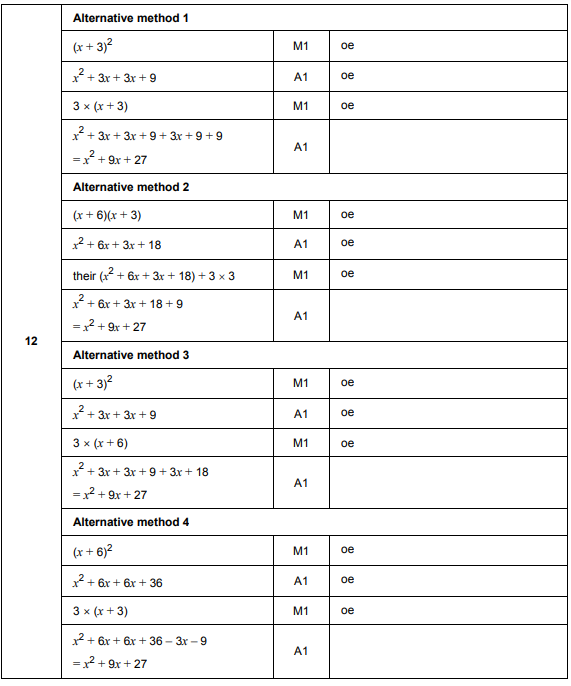 12
Alternative method 1
(x + 3)² M1 oe
x² + 3x + 3x + 9 A1 oe
3 × (x + 3) M1 oe
x² + 3x + 3x + 9 + 3x + 9 + 9
= x² + 9x + 27 A1
Alternative method 2
(x + 6)(x + 3) M1 oe
x² + 6x + 3x + 18 A1 oe
their (x² + 6x + 3x + 18) + 3 × 3 M1 oe
x² + 6x + 3x + 18 + 9
= x² + 9x + 27 A1
Alternative method 3
(x + 3)² M1 oe
x² + 3x + 3x + 9 A1 oe
3 × (x + 6) M1 oe
x² + 3x + 3x + 9 + 3x + 18
= x² + 9x + 27 A1
Alternative method 4
(x + 6)² M1 oe
x² + 6x + 6x + 36 A1 oe
3 × (x + 3) M1 oe
x² + 6x + 6x + 36 – 3x – 9
= x² + 9x + 27 A1